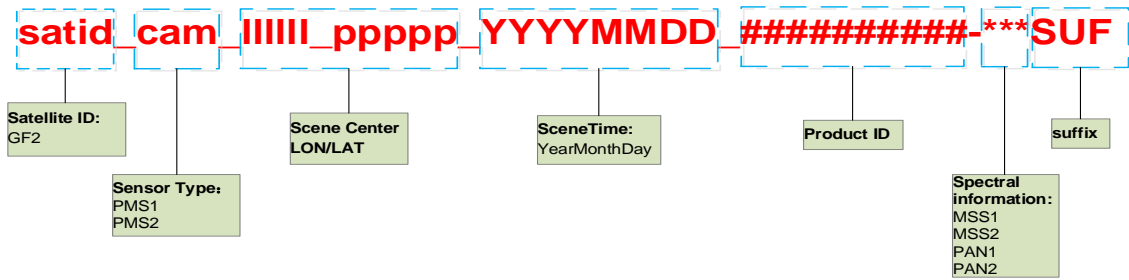 satid_cam_llllll_ppppp_YYYYMMDD_##########-***SUF
Satellite ID:
GF2
Sensor Type：
PMS1
PMS2
Scene Center
LON/LAT
SceneTime:
YearMonthDay
Product ID
Spectral
information:
MSS1
MSS2
PAN1
PAN2
suffix